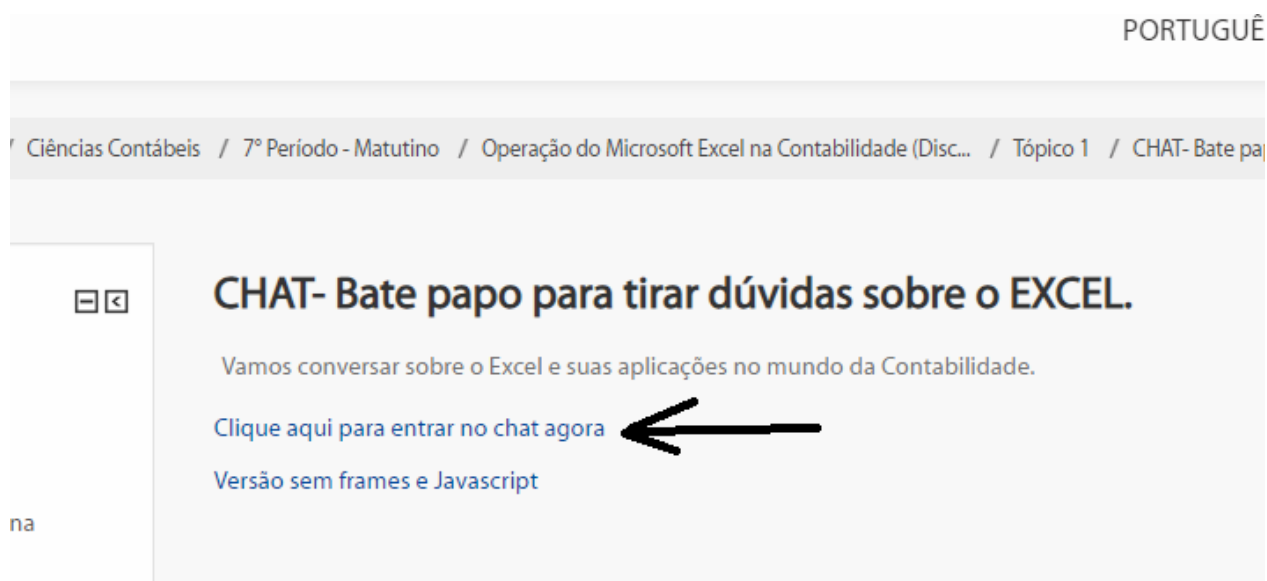 PORTUGUÊ
/ Ciências Contábeis / 7º Período - Matutino / Operação do Microsoft Excel na Contabilidade (Disc... / Tópico 1 / CHAT- Bate pap
CHAT- Bate papo para tirar dúvidas sobre o EXCEL.
Vamos conversar sobre o Excel e suas aplicações no mundo da Contabilidade.
Clique aqui para entrar no chat agora
Versão sem frames e Javascript
na